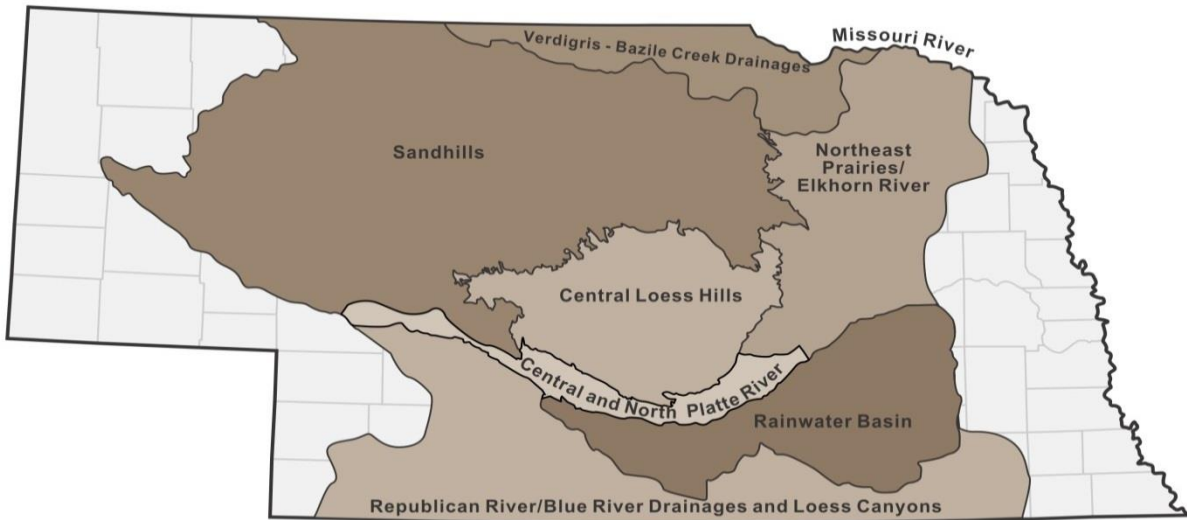 Missouri River
Verdigris - Bazile Creek Drainages
Sandhills
Northeast
Prairies/
Elkhorn River
Central Loess Hills
Central and North Platte River
Rainwater Basin
Republican River/Blue River Drainages and Loess Canyons